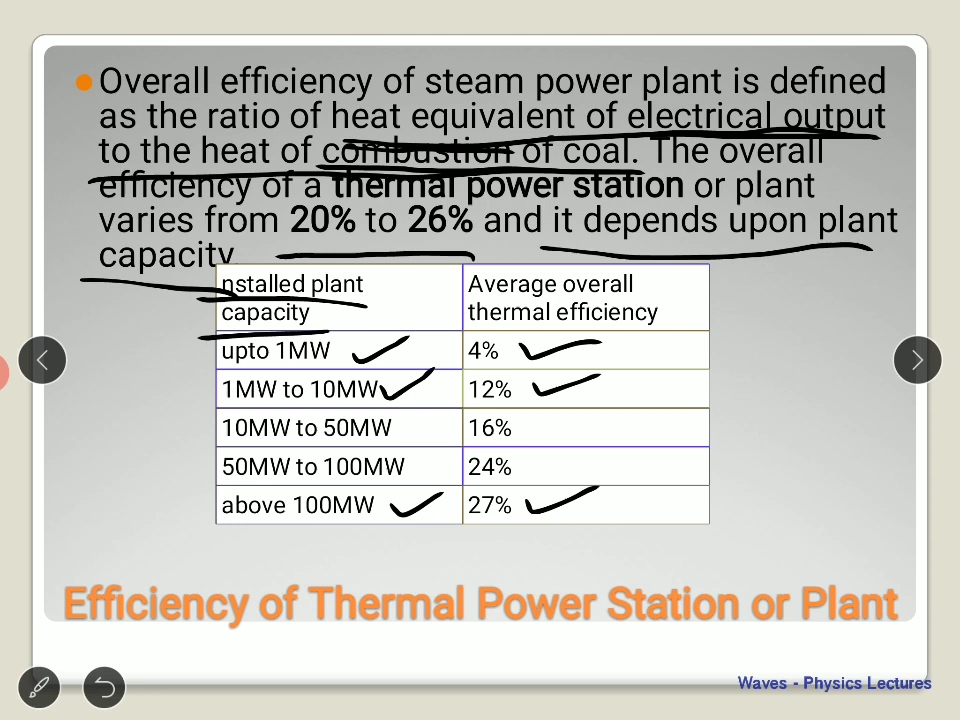 Overall efficiency of steam power plant is defined
as the ratio of heat equivalent of electrical output
to the heat of combustion of coal. The overall
efficiency of a thermal power station or plant
varies from 20% to 26% and it depends upon plant
capacity
nstalled plant capacity Average overall thermal efficiency
upto 1MW 4%
1MW to 10MW 12%
10MW to 50MW 16%
50MW to 100MW 24%
above 100MW 27%
Efficiency of Thermal Power Station or Plant
Waves - Physics Lectures